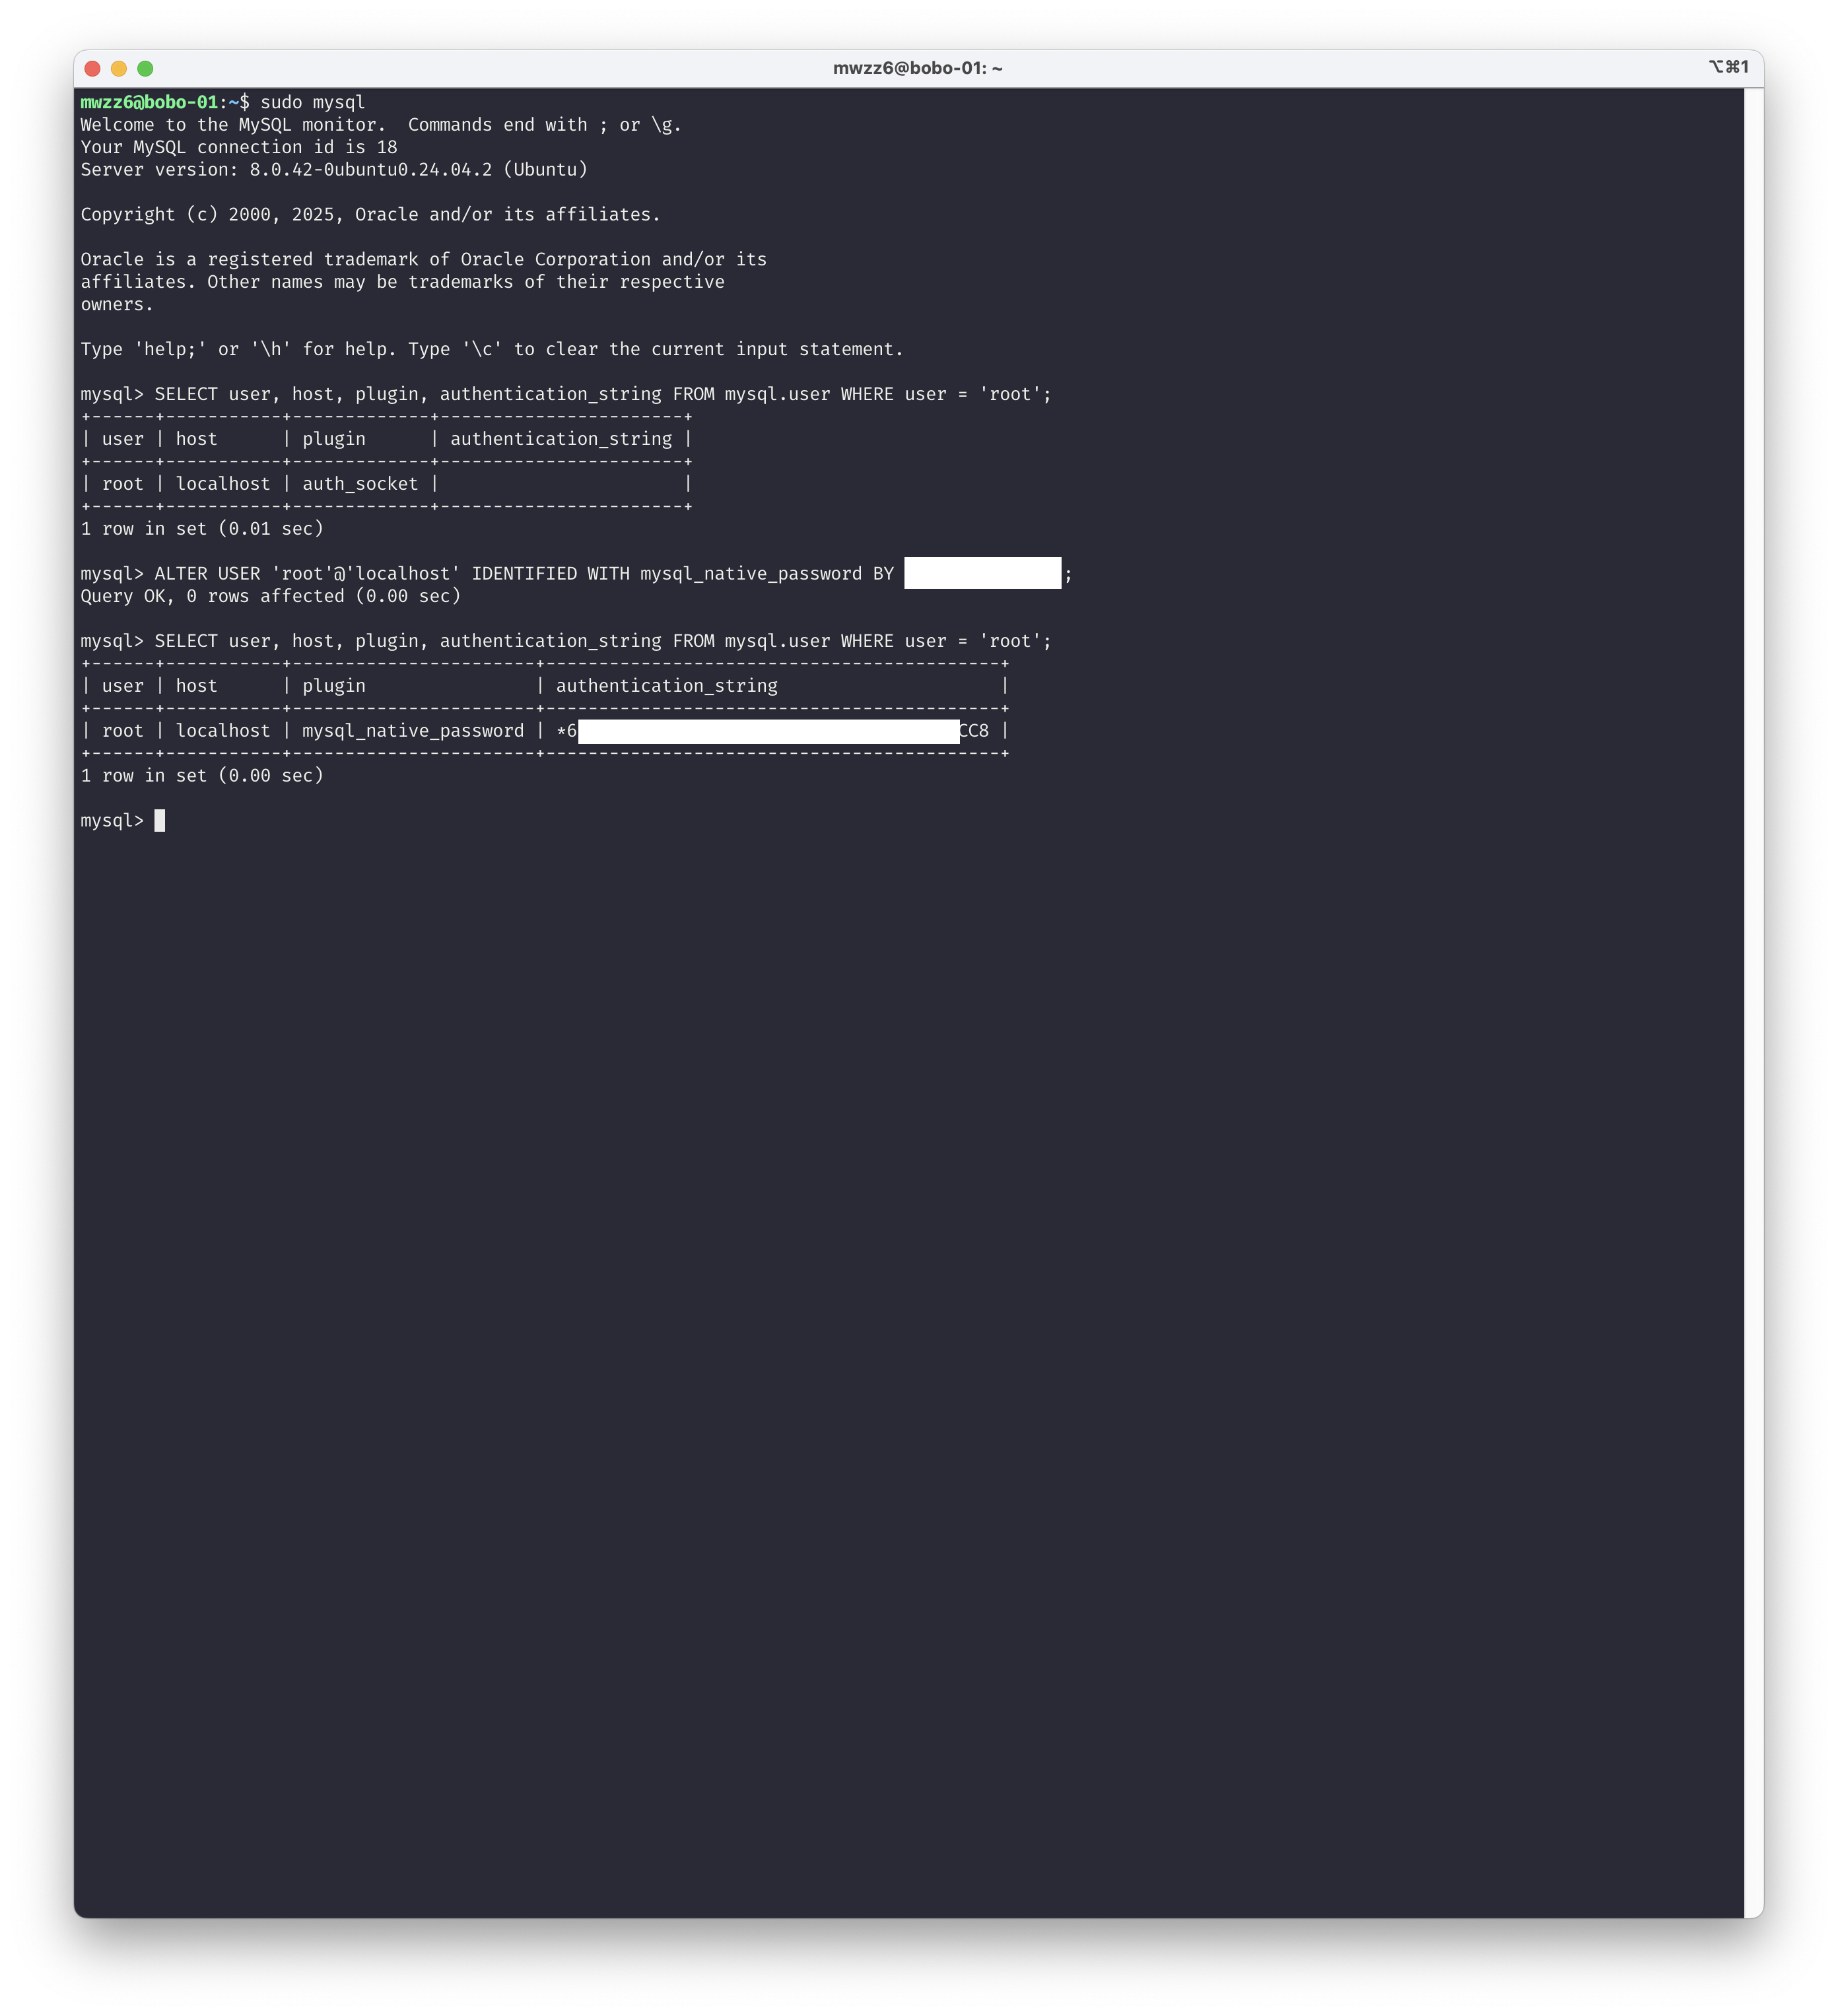 mwzz6@bobo-01: ~
⌥⌘1
mwzz6@bobo-01:~$ sudo mysql
Welcome to the MySQL monitor.  Commands end with ; or \g.
Your MySQL connection id is 18
Server version: 8.0.42-0ubuntu0.24.04.2 (Ubuntu)

Copyright (c) 2000, 2025, Oracle and/or its affiliates.

Oracle is a registered trademark of Oracle Corporation and/or its
affiliates. Other names may be trademarks of their respective
owners.

Type 'help;' or '\h' for help. Type '\c' to clear the current input statement.

mysql> SELECT user, host, plugin, authentication_string FROM mysql.user WHERE user = 'root';
+------+-----------+-------------+-----------------------+
| user | host      | plugin      | authentication_string |
+------+-----------+-------------+-----------------------+
| root | localhost | auth_socket |                       |
+------+-----------+-------------+-----------------------+
1 row in set (0.01 sec)

mysql> ALTER USER 'root'@'localhost' IDENTIFIED WITH mysql_native_password BY ;
Query OK, 0 rows affected (0.00 sec)

mysql> SELECT user, host, plugin, authentication_string FROM mysql.user WHERE user = 'root';
+------+-----------+-----------------------+-------------------------------------------+
| user | host      | plugin                | authentication_string                     |
+------+-----------+-----------------------+-------------------------------------------+
| root | localhost | mysql_native_password | *6 CC8 |
+------+-----------+-----------------------+-------------------------------------------+
1 row in set (0.00 sec)

mysql>